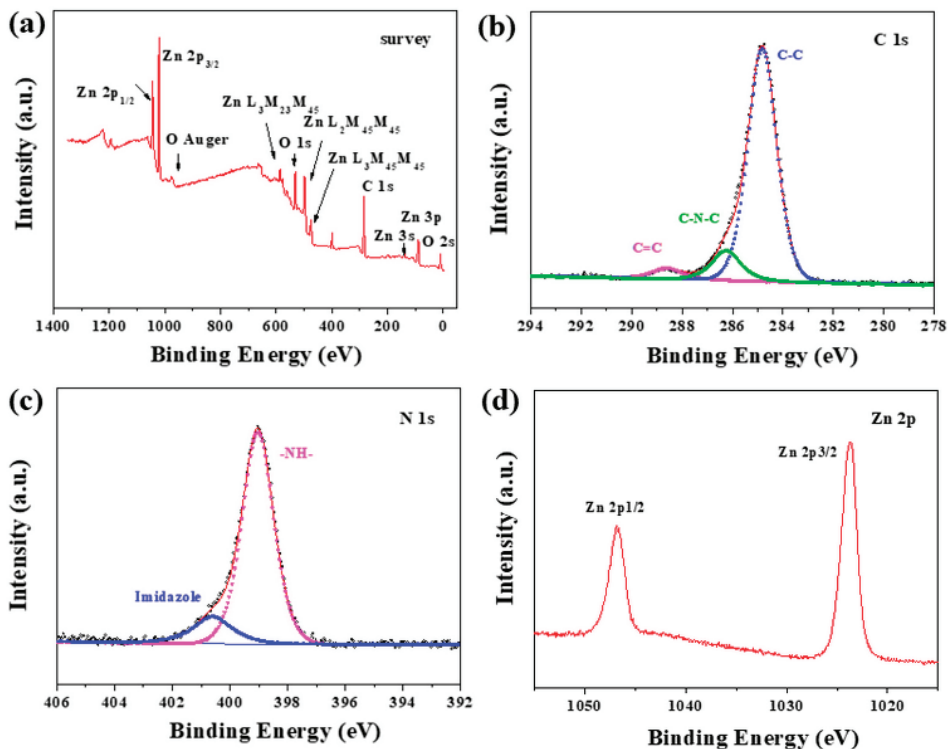 (a)
survey
Zn 2p3/2
Zn 2p1/2
Zn L3M23M45
O Auger
O 1s
Zn L2M45M45
Zn L3M45M45
C 1s
Zn 3p
Zn 3s
O 2s
Intensity (a.u.)
1400 1200 1000 800 600 400 200 0
Binding Energy (eV)
(b)
C 1s
C-C
C-N-C
C=C
Intensity (a.u.)
294 292 290 288 286 284 282 280 278
Binding Energy (eV)
(c)
N 1s
-NH-
Imidazole
Intensity (a.u.)
406 404 402 400 398 396 394 392
Binding Energy (eV)
(d)
Zn 2p
Zn 2p3/2
Zn 2p1/2
Intensity (a.u.)
1050 1040 1030 1020
Binding Energy (eV)